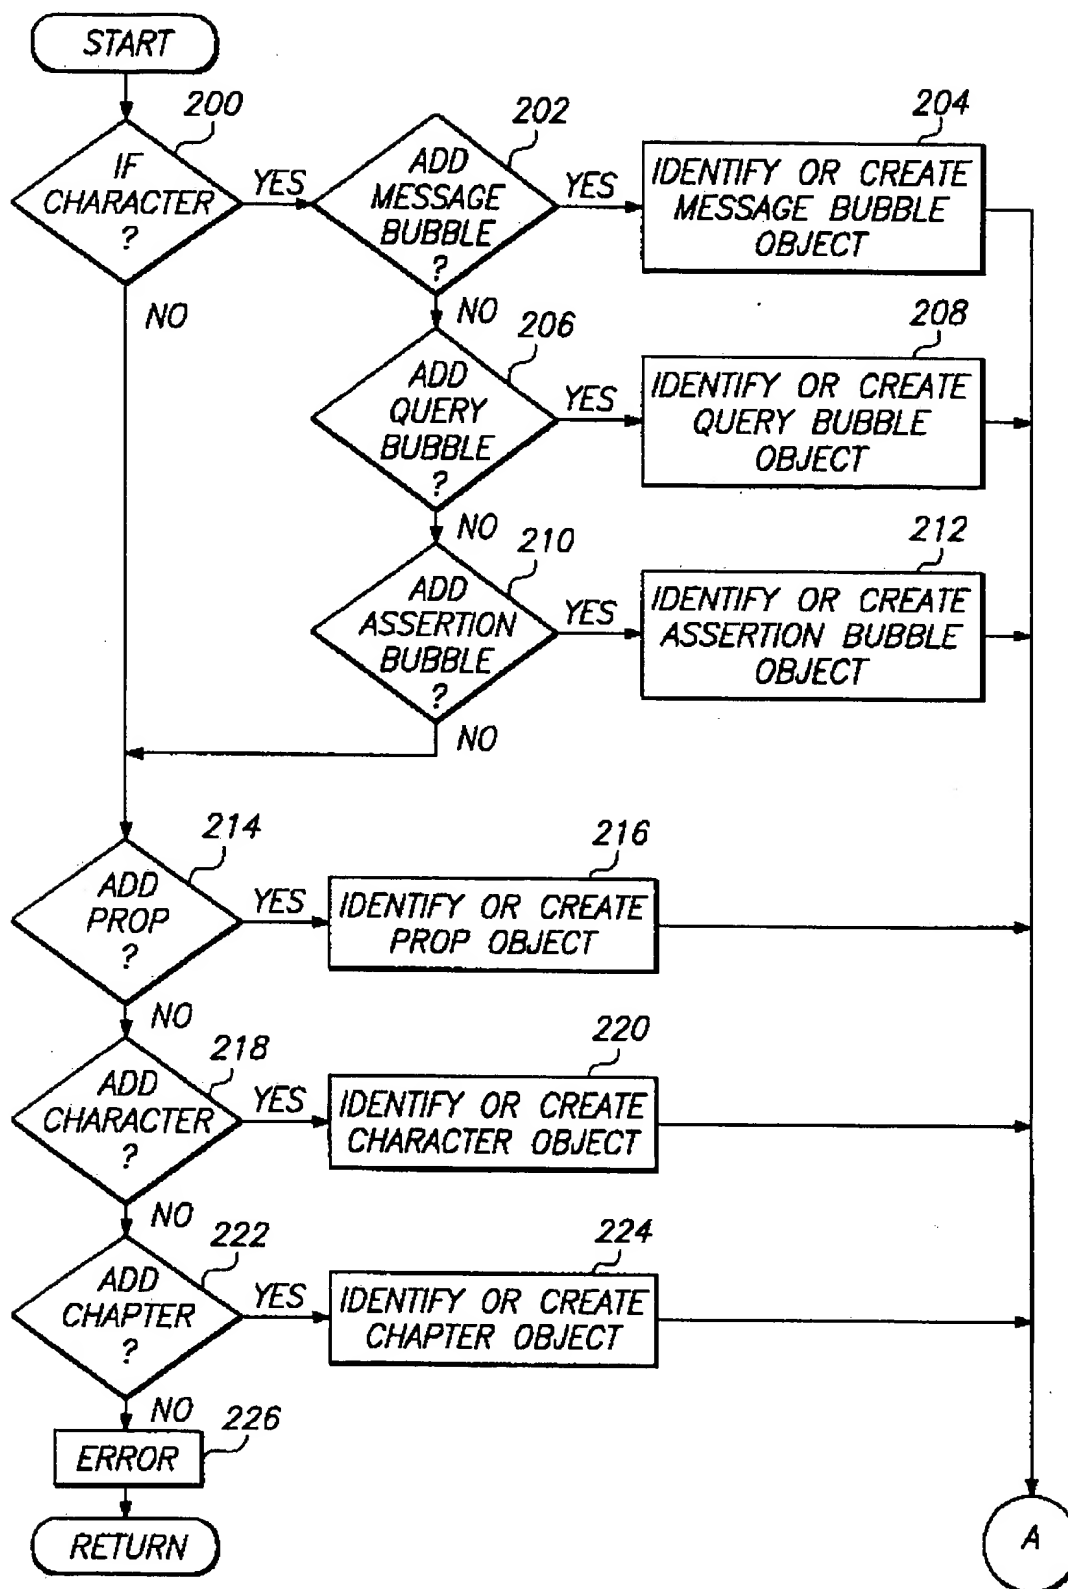 START
200
IF
CHARACTER
?
YES
NO
202
ADD
MESSAGE
BUBBLE
?
YES
NO
204
IDENTIFY OR CREATE
MESSAGE BUBBLE
OBJECT
206
ADD
QUERY
BUBBLE
?
YES
NO
208
IDENTIFY OR CREATE
QUERY BUBBLE
OBJECT
210
ADD
ASSERTION
BUBBLE
?
YES
NO
212
IDENTIFY OR CREATE
ASSERTION BUBBLE
OBJECT
214
ADD
PROP
?
YES
NO
216
IDENTIFY OR CREATE
PROP OBJECT
218
ADD
CHARACTER
?
YES
NO
220
IDENTIFY OR CREATE
CHARACTER OBJECT
222
ADD
CHAPTER
?
YES
NO
224
IDENTIFY OR CREATE
CHAPTER OBJECT
226
ERROR
RETURN
A